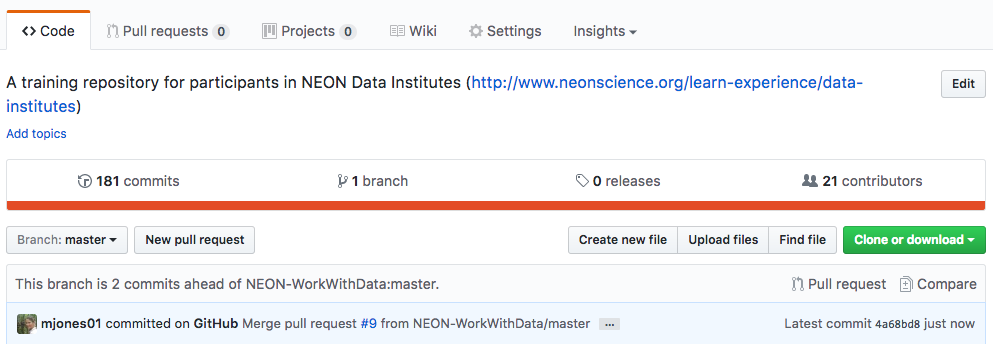 Code Pull requests 0 Projects 0 Wiki Settings Insights
A training repository for participants in NEON Data Institutes (http://www.neonscience.org/learn-experience/data-
institutes)
Edit
Add topics
181 commits 1 branch 0 releases 21 contributors
Branch: master New pull request Create new file Upload files Find file Clone or download
This branch is 2 commits ahead of NEON-WorkWithData:master. Pull request Compare
mjones01 committed on GitHub Merge pull request #9 from NEON-WorkWithData/master ... Latest commit 4a68bd8 just now